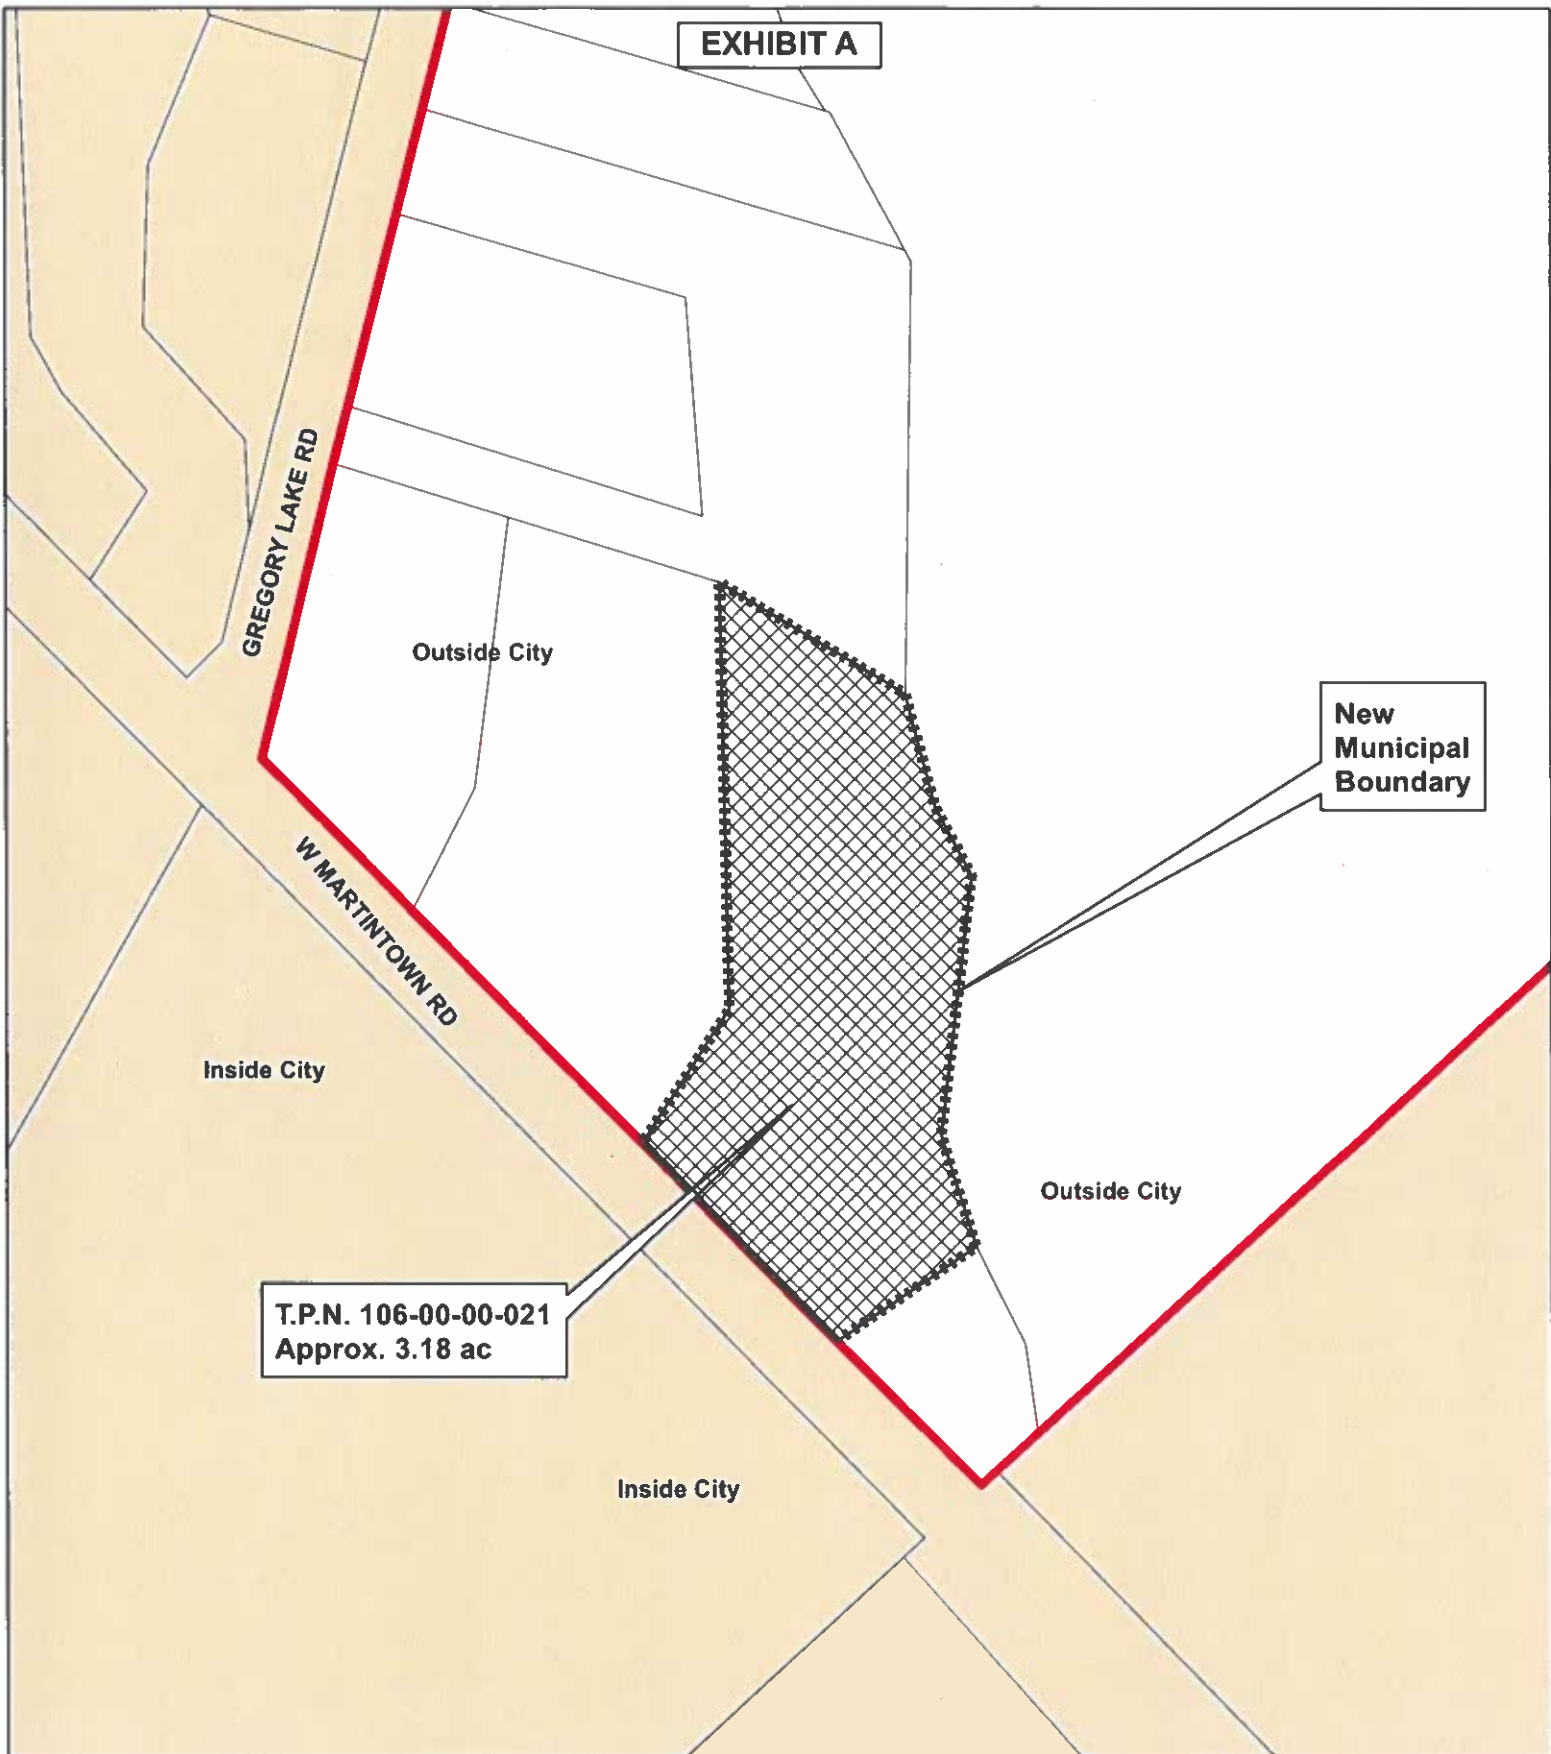 EXHIBIT A
GREGORY LAKE RD
Outside City
New
Municipal
Boundary
W MARTINTOWN RD
Inside City
Outside City
T.P.N. 106-00-00-021
Approx. 3.18 ac
Inside City